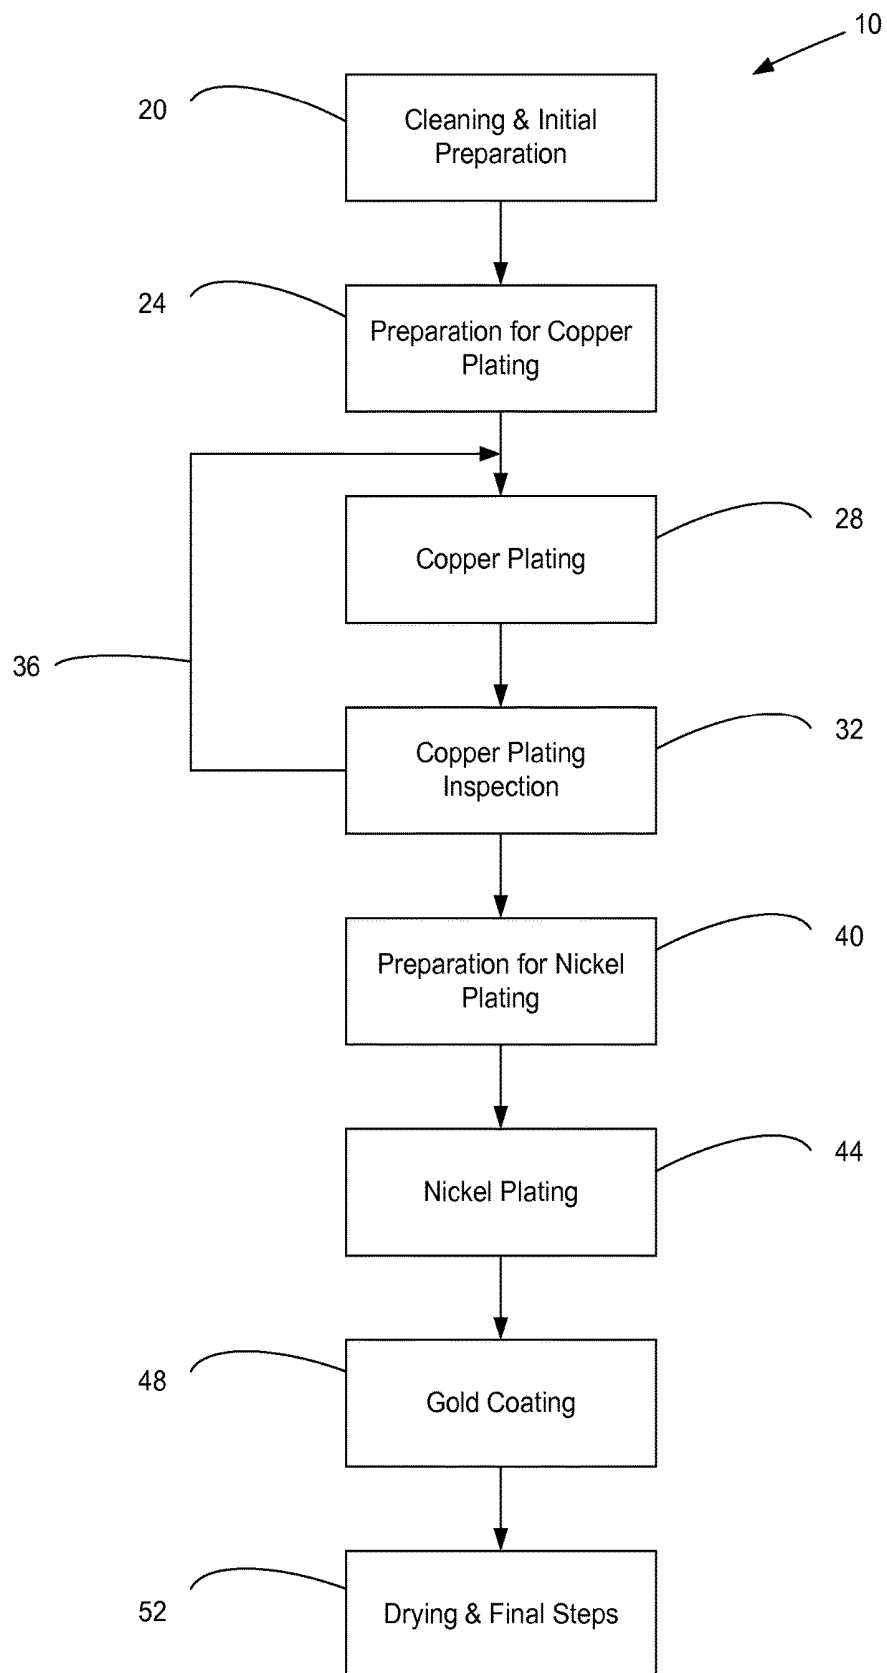 10
20
Cleaning & Initial
Preparation
24
Preparation for Copper
Plating
Copper Plating
28
36
Copper Plating
Inspection
32
Preparation for Nickel
Plating
40
Nickel Plating
44
48
Gold Coating
52
Drying & Final Steps